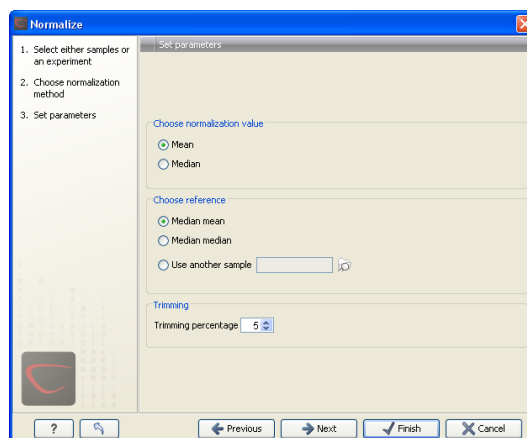 Normalize
1. Select either samples or
an experiment
2. Choose normalization
method
3. Set parameters
Set parameters
Choose normalization value
Mean
Median
Choose reference
Median mean
Median median
Use another sample
Trimming
Trimming percentage 5
? Previous Next Finish Cancel